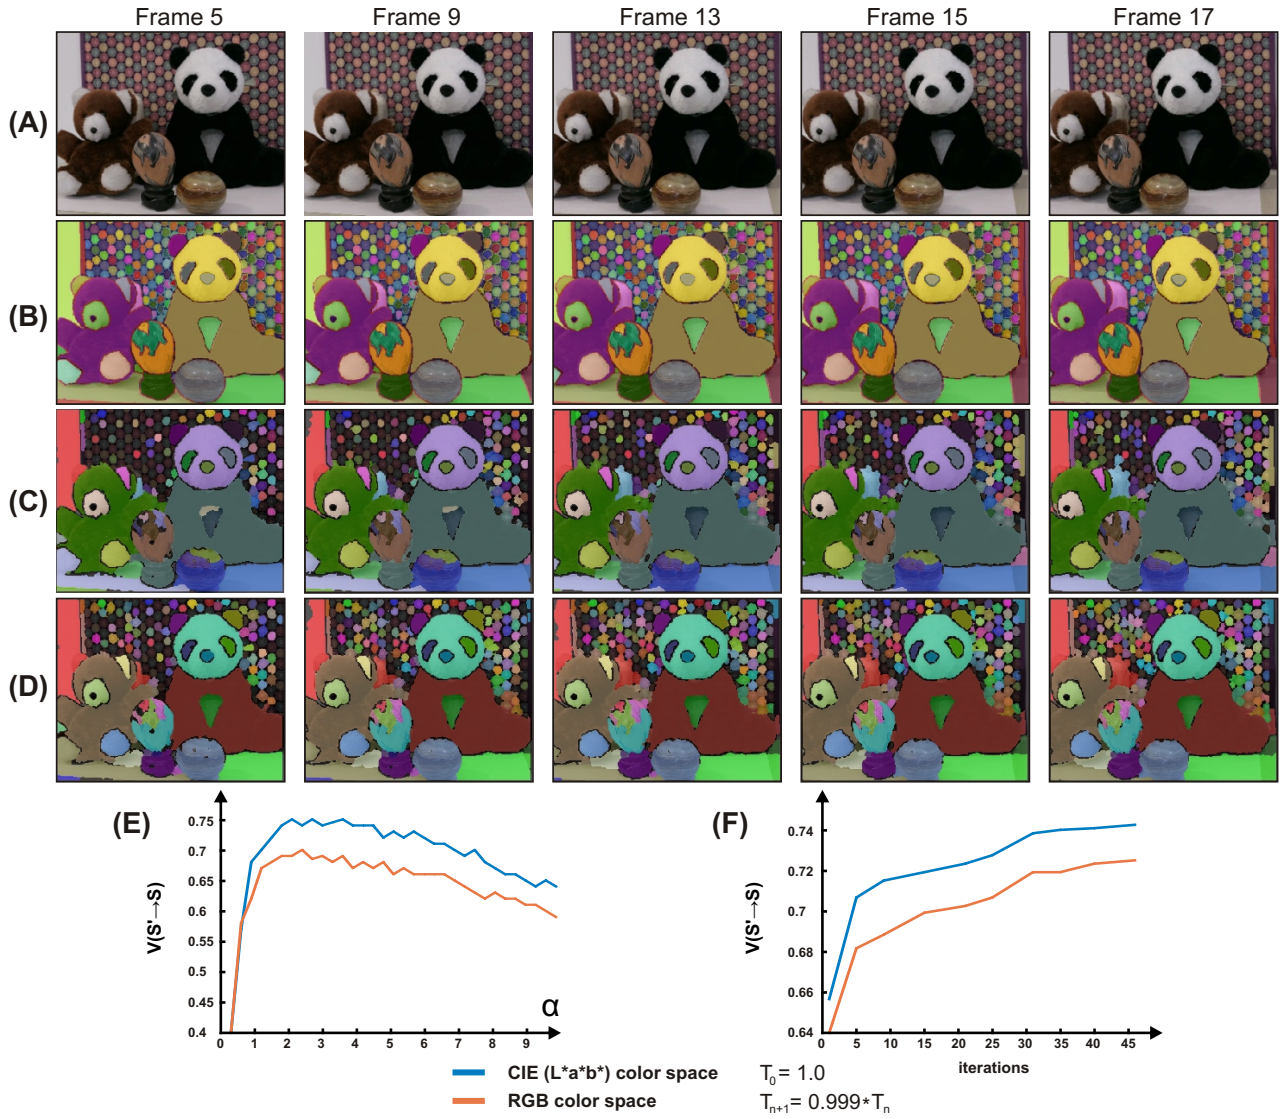 Frame 5 Frame 9 Frame 13 Frame 15 Frame 17
(A)
(B)
(C)
(D)
(E)
0.75
0.7
0.65
0.6
0.55
0.5
0.45
0.4
V(S'→S)
0 1 2 3 4 5 6 7 8 9
α
(F)
0.74
0.72
0.7
0.68
0.66
0.64
V(S'→S)
0 5 10 15 20 25 30 35 40 45
iterations
CIE (L*a*b*) color space
RGB color space
T₀ = 1.0
Tₙ₊₁ = 0.999*Tₙ